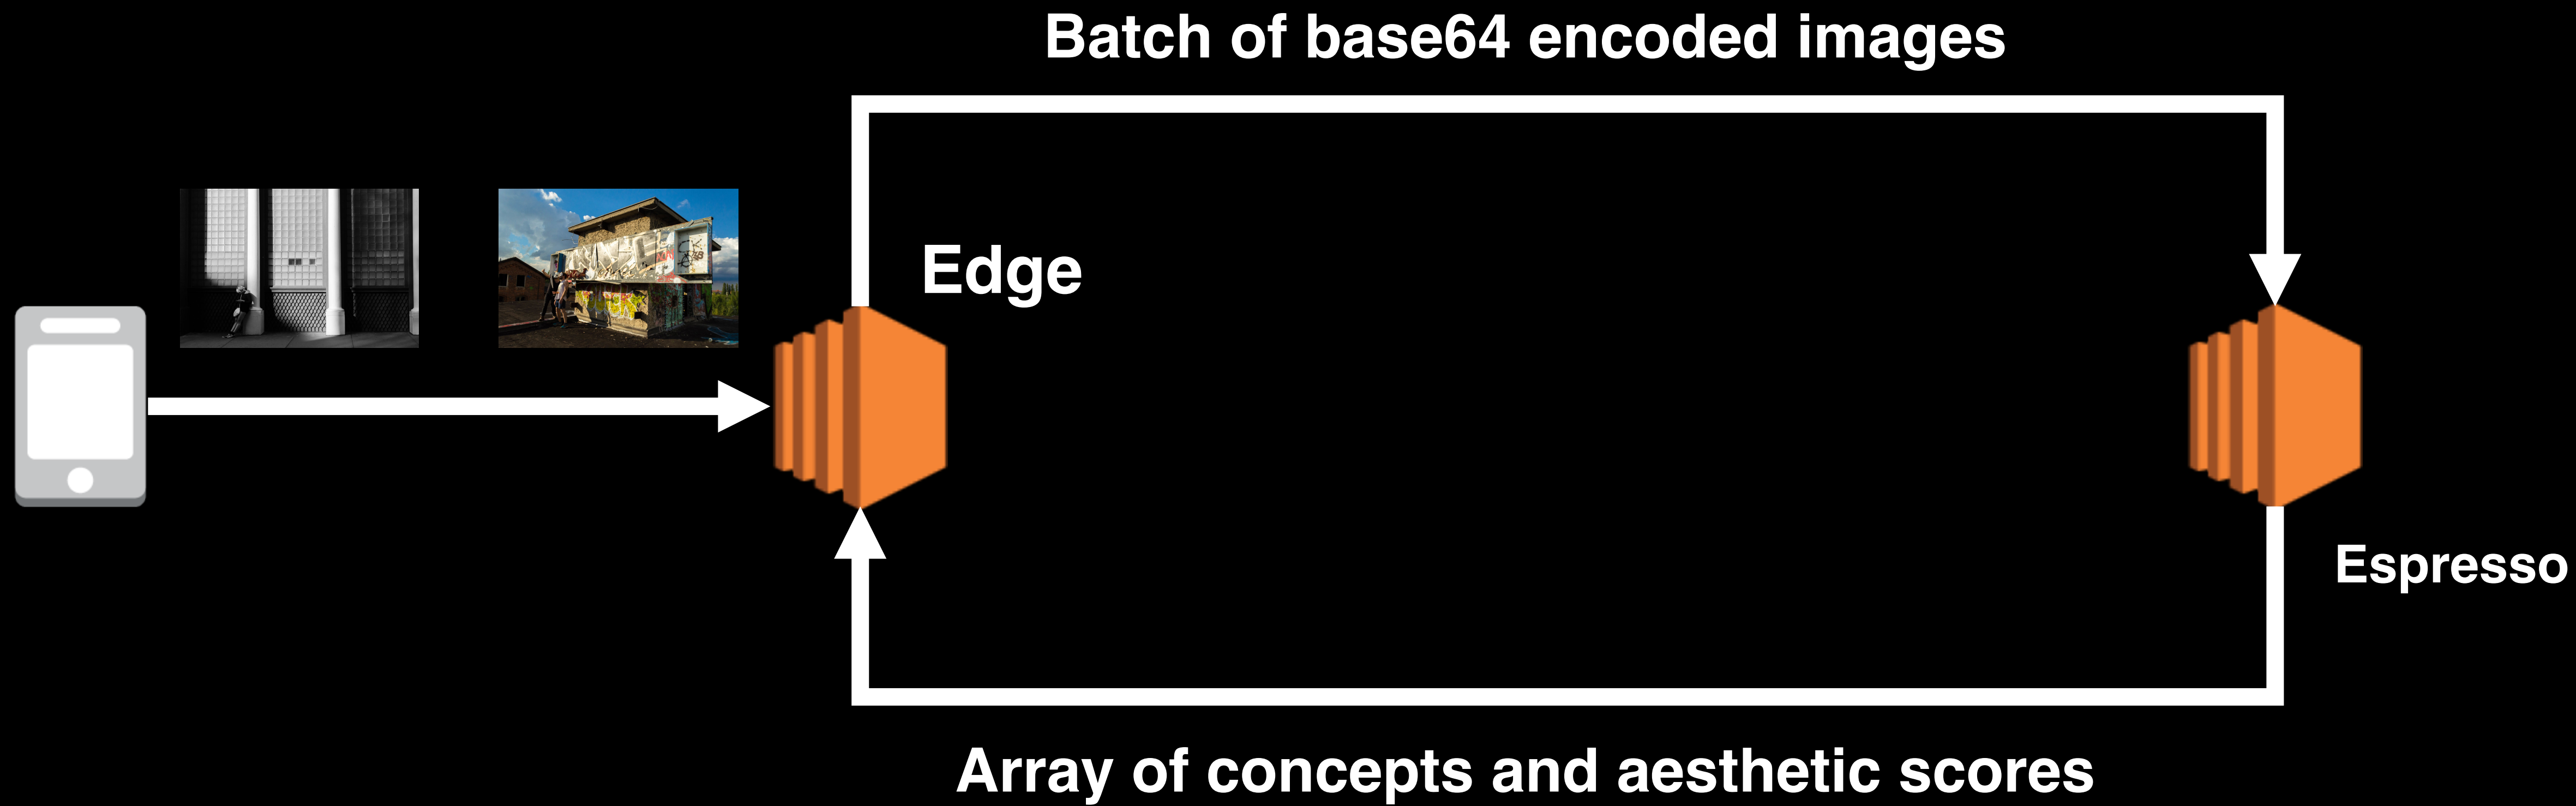 Batch of base64 encoded images
Edge
Espresso
Array of concepts and aesthetic scores